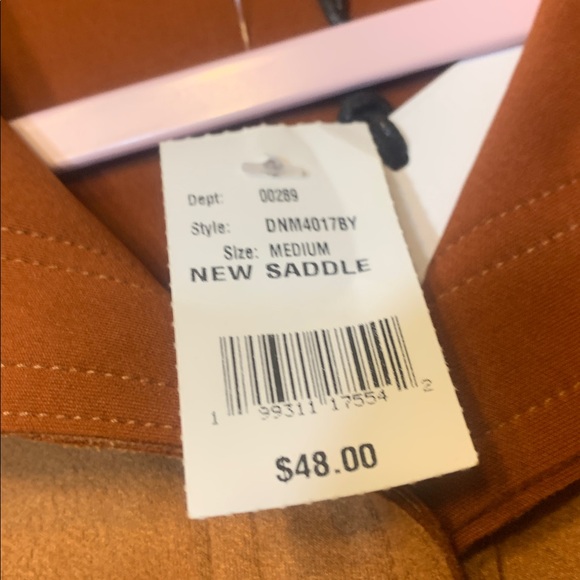 Dept: 00289
Style: DNM4017BY
Size: MEDIUM
NEW SADDLE
1 99311 17554 2
$48.00